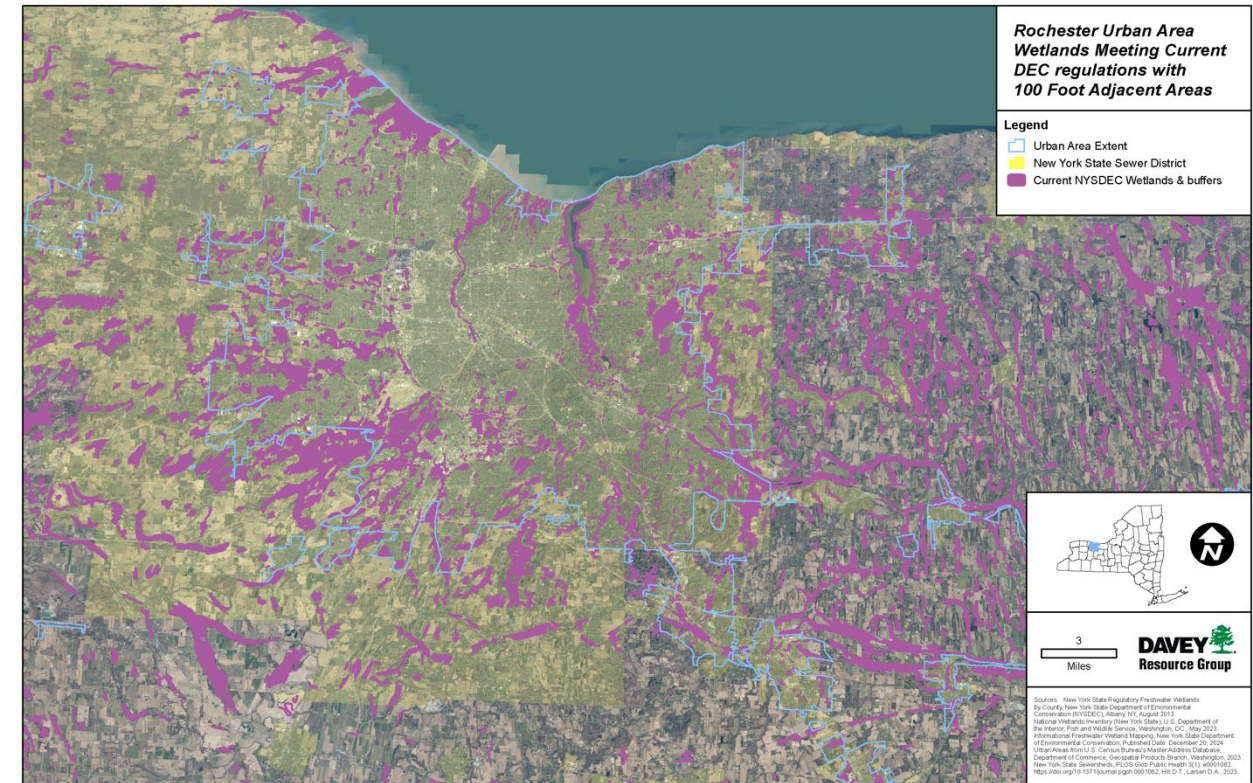 Rochester Urban Area
Wetlands Meeting Current
DEC regulations with
100 Foot Adjacent Areas
Legend
Urban Area Extent
New York State Sewer District
Current NYSDEC Wetlands & buffers
N
3
Miles
DAVEY
Resource Group
Sources: New York State Regulatory Freshwater Wetlands
by County, New York State Department of Environmental
Conservation (NYSDEC), Albany, NY, August 2013
National Wetlands Inventory (New York State), U.S. Department of
the Interior, Fish and Wildlife Service, Washington, DC., May 2023
Informational Freshwater Wetland Mapping, New York State Department
of Environmental Conservation, Published Date: December 20, 2024
Urban Areas from U.S. Census Bureau's Master Address Database,
Department of Commerce, Geospatial Products Branch, Washington, 2023
New York State Sewersheds, PLOS Glob Public Health 3(1): e0001062
https://doi.org/10.1371/journal.pgph.0001062, Hill D.T., Larsen D.A., 2023